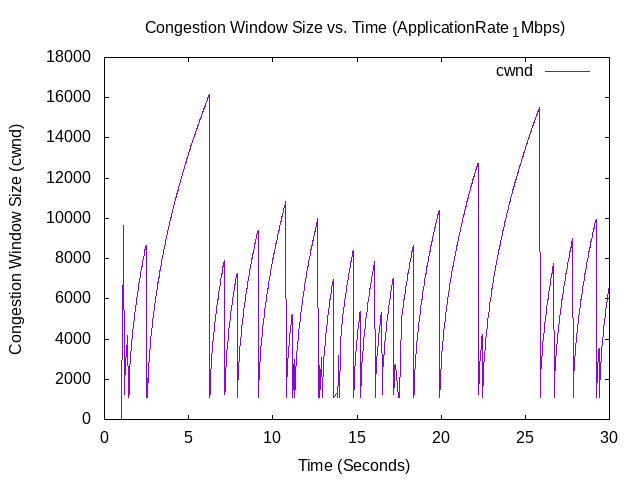 Congestion Window Size vs. Time (ApplicationRate 1 Mbps)
cwnd
18000
16000
14000
12000
10000
8000
6000
4000
2000
0
Congestion Window Size (cwnd)
0 5 10 15 20 25 30
Time (Seconds)